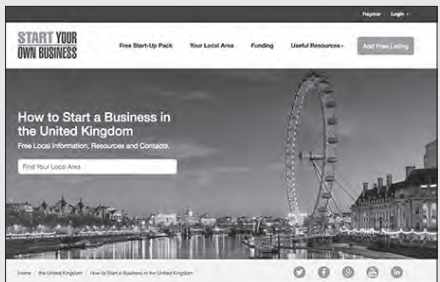 Register Login
START YOUR
OWN BUSINESS
Free Start-Up Pack Your Local Area Funding Useful Resources Add Free Listing
How to Start a Business in
the United Kingdom
Free Local Information, Resources and Contacts.
Find Your Local Area
Home / the United Kingdom / How to Start a Business in the United Kingdom